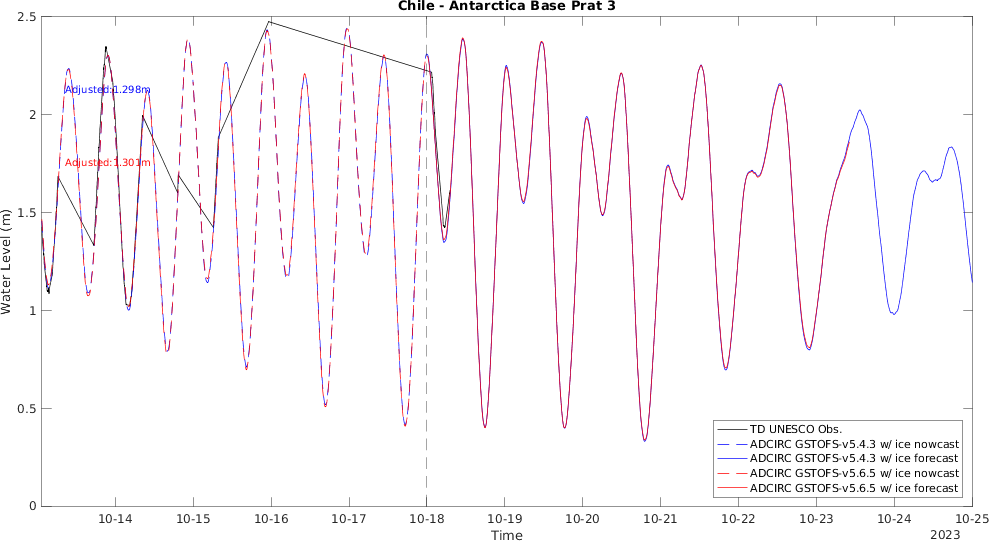 Chile - Antarctica Base Prat 3
2.5
2
1.5
1
0.5
0
Water Level (m)
Adjusted:1.298m
Adjusted:1.301m
TD UNESCO Obs.
ADCIRC GSTOFS-v5.4.3 w/ ice nowcast
ADCIRC GSTOFS-v5.4.3 w/ ice forecast
ADCIRC GSTOFS-v5.6.5 w/ ice nowcast
ADCIRC GSTOFS-v5.6.5 w/ ice forecast
10-14 10-15 10-16 10-17 10-18 10-19 10-20 10-21 10-22 10-23 10-24 10-25
Time
2023